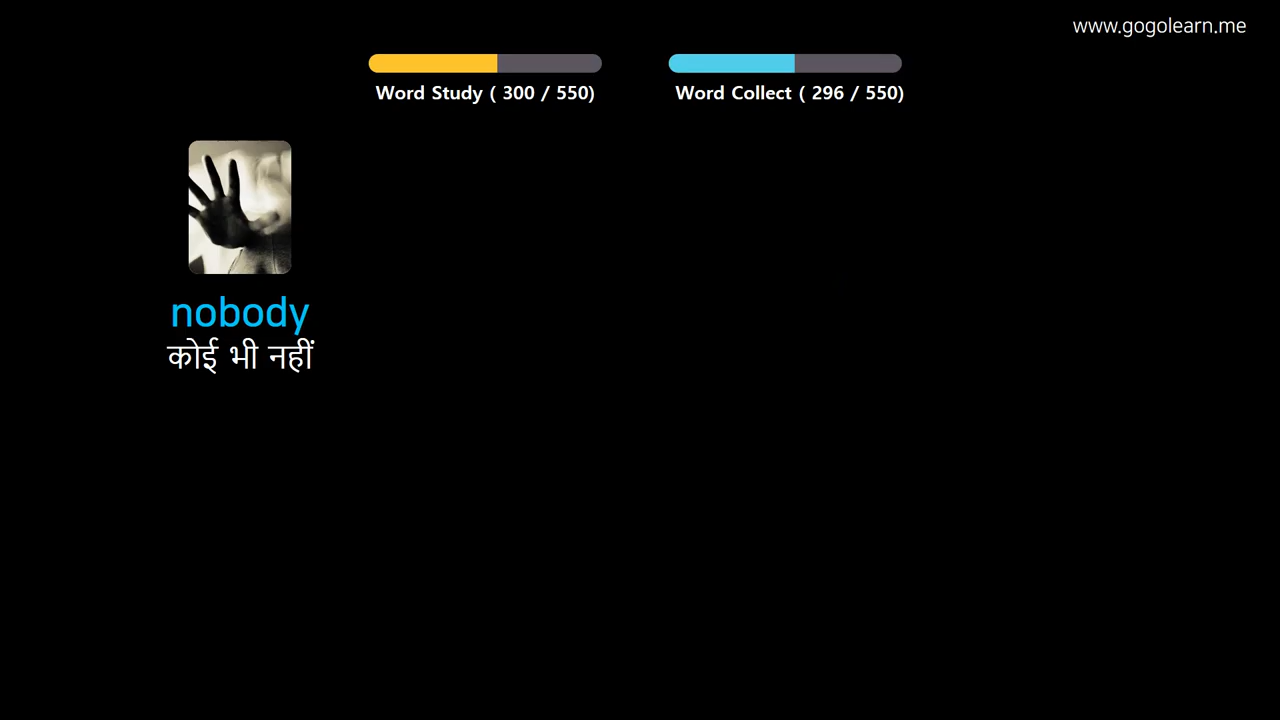 www.gogolearn.me
Word Study ( 300 / 550)
Word Collect ( 296 / 550)
nobody
कोई भी नहीं